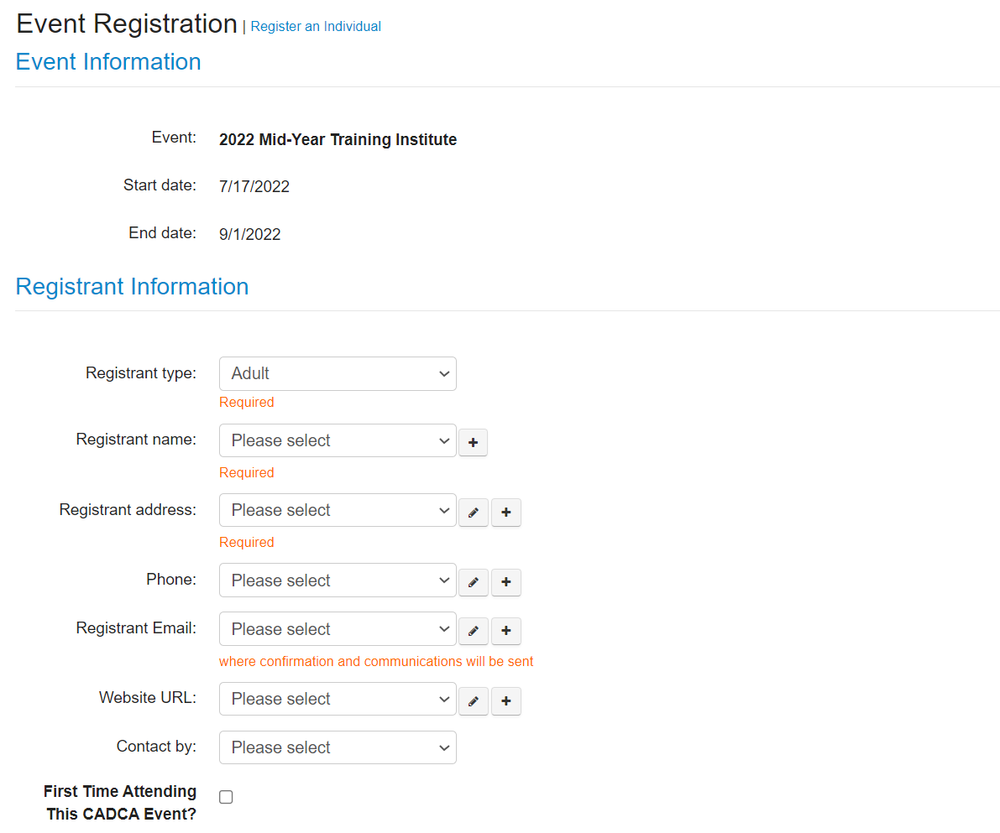 Event Registration | Register an Individual
Event Information
Event: 2022 Mid-Year Training Institute
Start date: 7/17/2022
End date: 9/1/2022
Registrant Information
Registrant type: Adult
Required
Registrant name: Please select
Required
Registrant address: Please select
Required
Phone: Please select
Registrant Email: Please select
where confirmation and communications will be sent
Website URL: Please select
Contact by: Please select
First Time Attending
This CADCA Event?